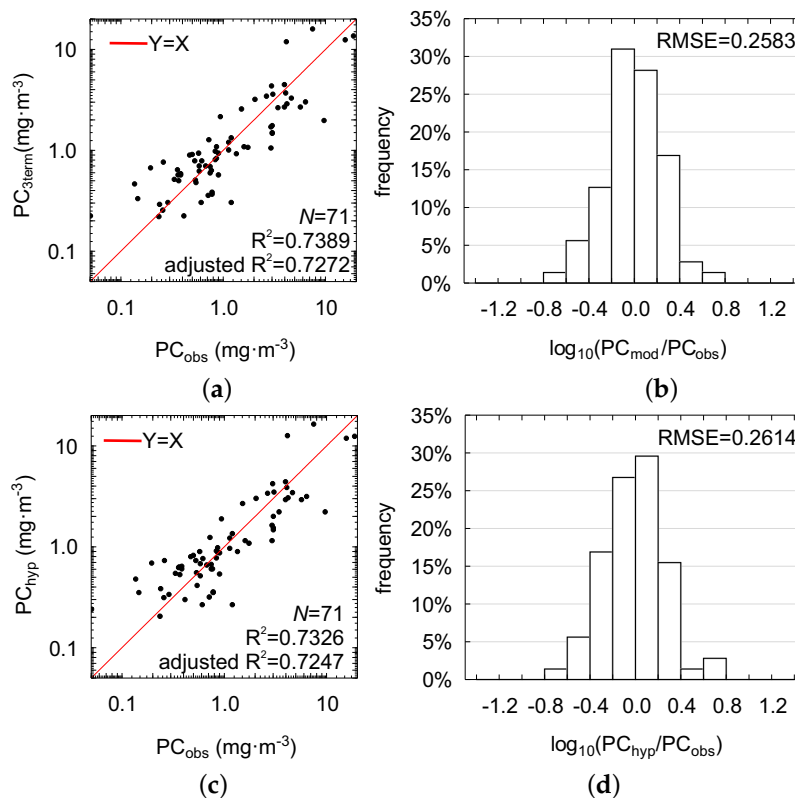 Y=X
10
1.0
0.1
PC3term(mg·m-3)
N=71
R2=0.7389
adjusted R2=0.7272
0.1 1.0 10
PCobs (mg·m-3)
(a)
35%
30%
25%
20%
15%
10%
5%
0%
frequency
RMSE=0.2583
-1.2 -0.8 -0.4 0.0 0.4 0.8 1.2
log10(PCmod/PCobs)
(b)
Y=X
10
1.0
0.1
PChyp (mg·m-3)
N=71
R2=0.7326
adjusted R2=0.7247
0.1 1.0 10
PCobs (mg·m-3)
(c)
35%
30%
25%
20%
15%
10%
5%
0%
frequency
RMSE=0.2614
-1.2 -0.8 -0.4 0.0 0.4 0.8 1.2
log10(PChyp/PCobs)
(d)